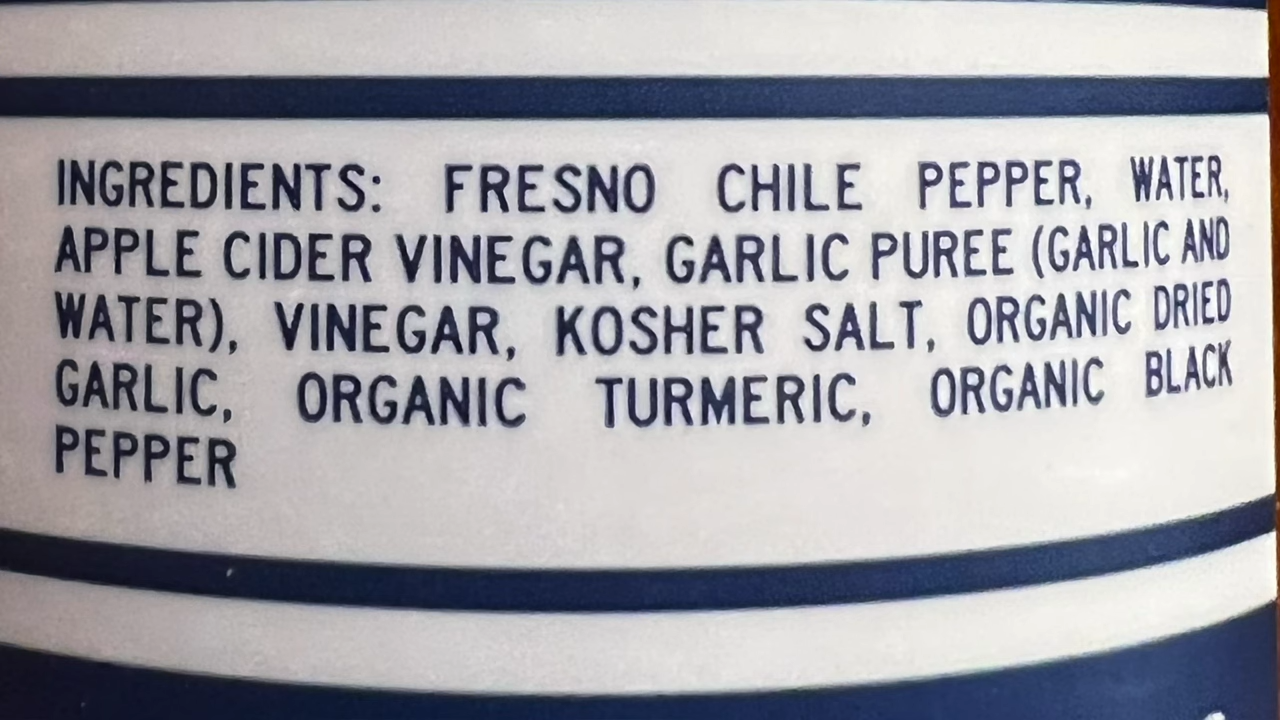 INGREDIENTS: FRESNO CHILE PEPPER, WATER,
APPLE CIDER VINEGAR, GARLIC PUREE (GARLIC AND
WATER), VINEGAR, KOSHER SALT, ORGANIC DRIED
GARLIC, ORGANIC TURMERIC, ORGANIC BLACK
PEPPER